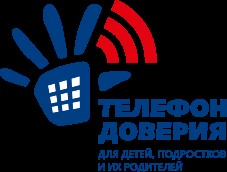 ТЕЛЕФОН
ДОВЕРИЯ
ДЛЯ ДЕТЕЙ, ПОДРОСТКОВ
И ИХ РОДИТЕЛЕЙ